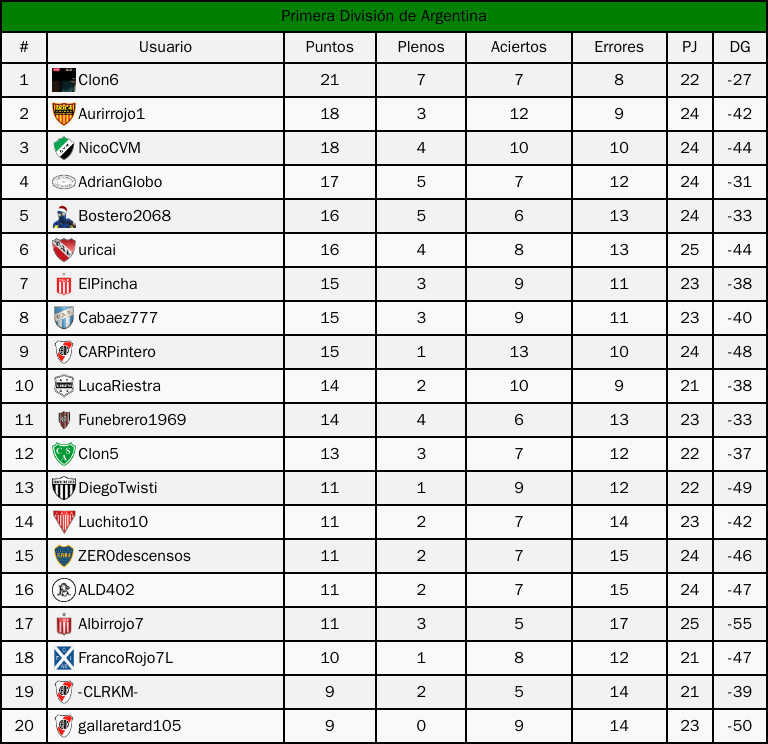 Primera División de Argentina
# Usuario Puntos Plenos Aciertos Errores PJ DG
1 Clon6 21 7 7 8 22 -27
2 Aurirrojo1 18 3 12 9 24 -42
3 NicoCVM 18 4 10 10 24 -44
4 AdrianGlobo 17 5 7 12 24 -31
5 Bostero2068 16 5 6 13 24 -33
6 uricai 16 4 8 13 25 -44
7 ElPincha 15 3 9 11 23 -38
8 Cabaez777 15 3 9 11 23 -40
9 CARPintero 15 1 13 10 24 -48
10 LucaRiestra 14 2 10 9 21 -38
11 Funebrero1969 14 4 6 13 23 -33
12 Clon5 13 3 7 12 22 -37
13 DiegoTwisti 11 1 9 12 22 -49
14 Luchito10 11 2 7 14 23 -42
15 ZER0descensos 11 2 7 15 24 -46
16 ALD402 11 2 7 15 24 -47
17 Albirrojo7 11 3 5 17 25 -55
18 FrancoRojo7L 10 1 8 12 21 -47
19 -CLRKM- 9 2 5 14 21 -39
20 gallaretard105 9 0 9 14 23 -50